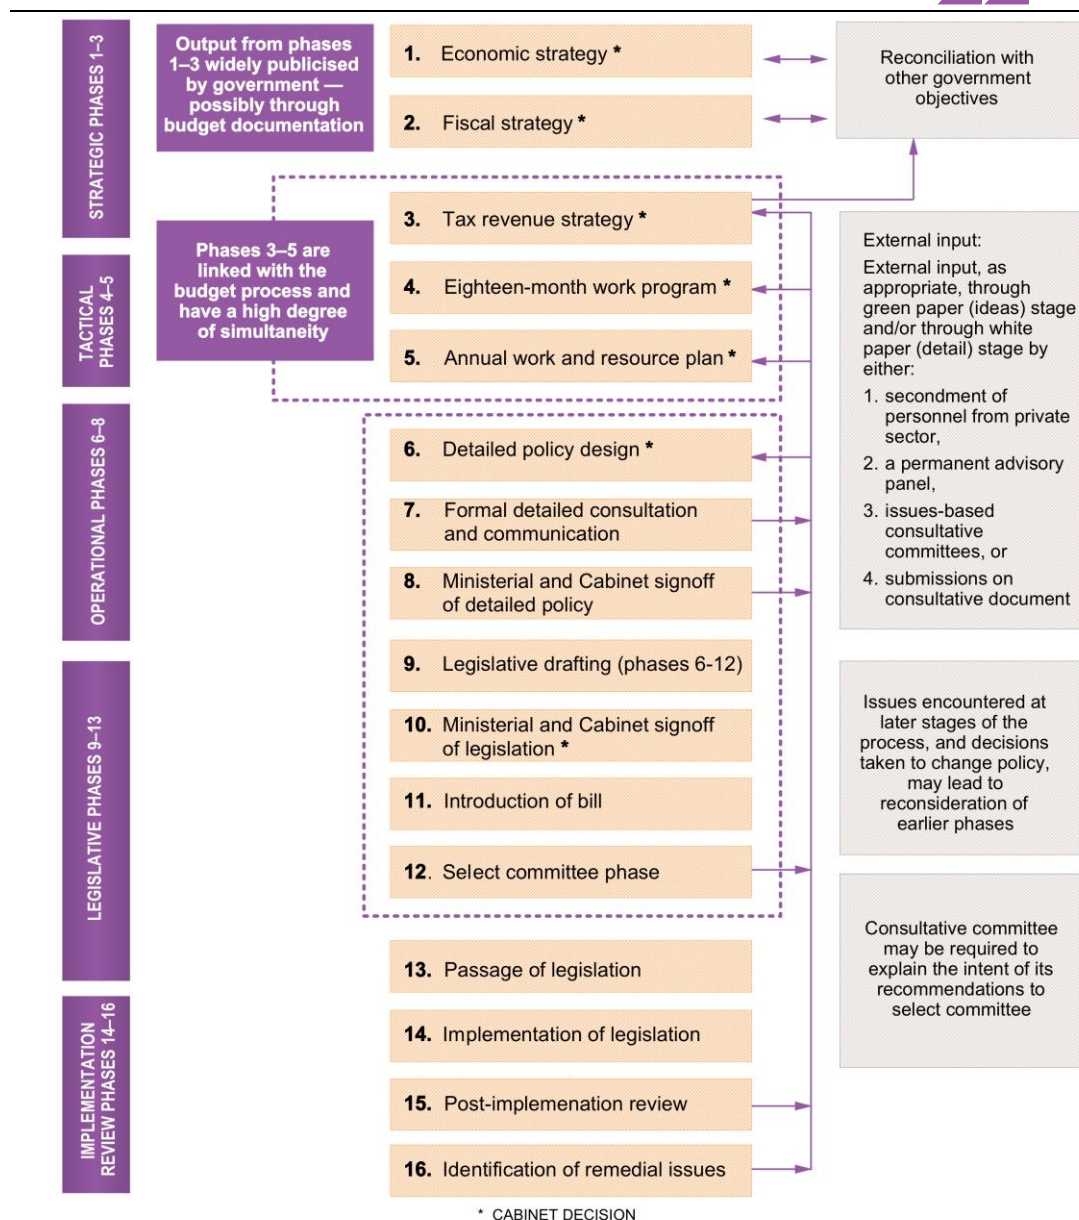 STRATEGIC PHASES 1–3
Output from phases
1–3 widely publicised
by government —
possibly through
budget documentation
1. Economic strategy *
2. Fiscal strategy *
Reconciliation with
other government
objectives
3. Tax revenue strategy *
Phases 3–5 are
linked with the
budget process and
have a high degree
of simultaneity
TACTICAL
PHASES 4–5
4. Eighteen-month work program *
5. Annual work and resource plan *
External input:
External input, as
appropriate, through
green paper (ideas) stage
and/or through white
paper (detail) stage by
either:
1. secondment of
personnel from private
sector,
2. a permanent advisory
panel,
3. issues-based
consultative
committees, or
4. submissions on
consultative document
OPERATIONAL PHASES 6–8
6. Detailed policy design *
7. Formal detailed consultation
and communication
8. Ministerial and Cabinet signoff
of detailed policy
LEGISLATIVE PHASES 9–13
9. Legislative drafting (phases 6-12)
10. Ministerial and Cabinet signoff
of legislation *
11. Introduction of bill
12. Select committee phase
13. Passage of legislation
Issues encountered at
later stages of the
process, and decisions
taken to change policy,
may lead to
reconsideration of
earlier phases
Consultative committee
may be required to
explain the intent of its
recommendations to
select committee
IMPLEMENTATION
REVIEW PHASES 14–16
14. Implementation of legislation
15. Post-implemenation review
16. Identification of remedial issues
* CABINET DECISION